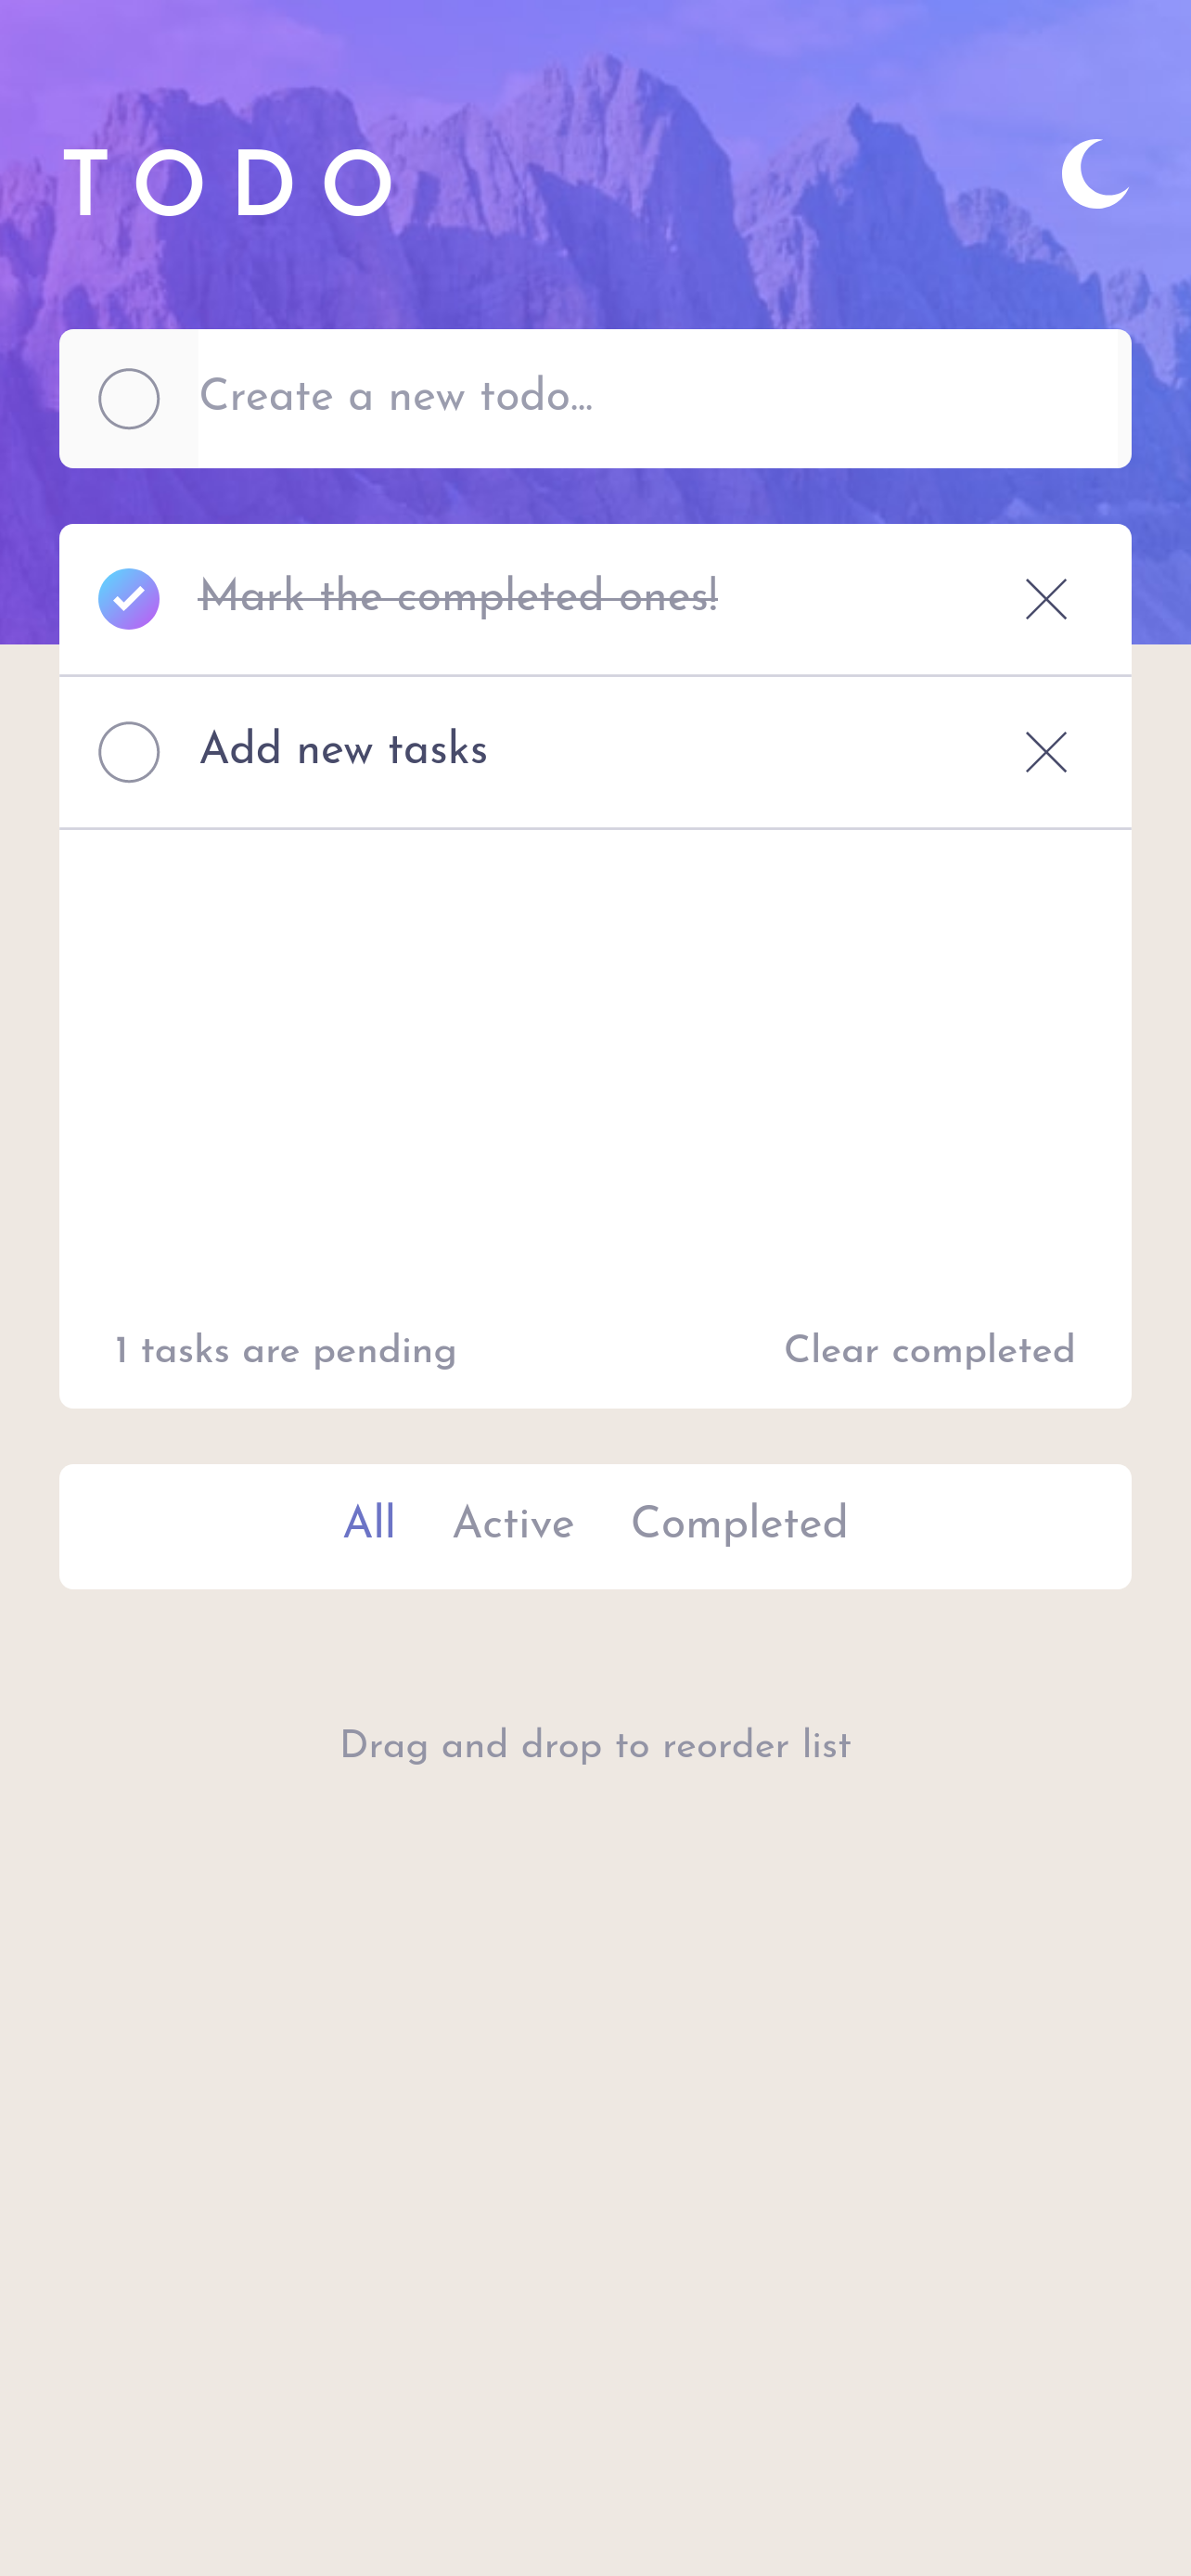 TODO
Create a new todo...
Mark the completed ones!
Add new tasks
1 tasks are pending
Clear completed
All
Active
Completed
Drag and drop to reorder list